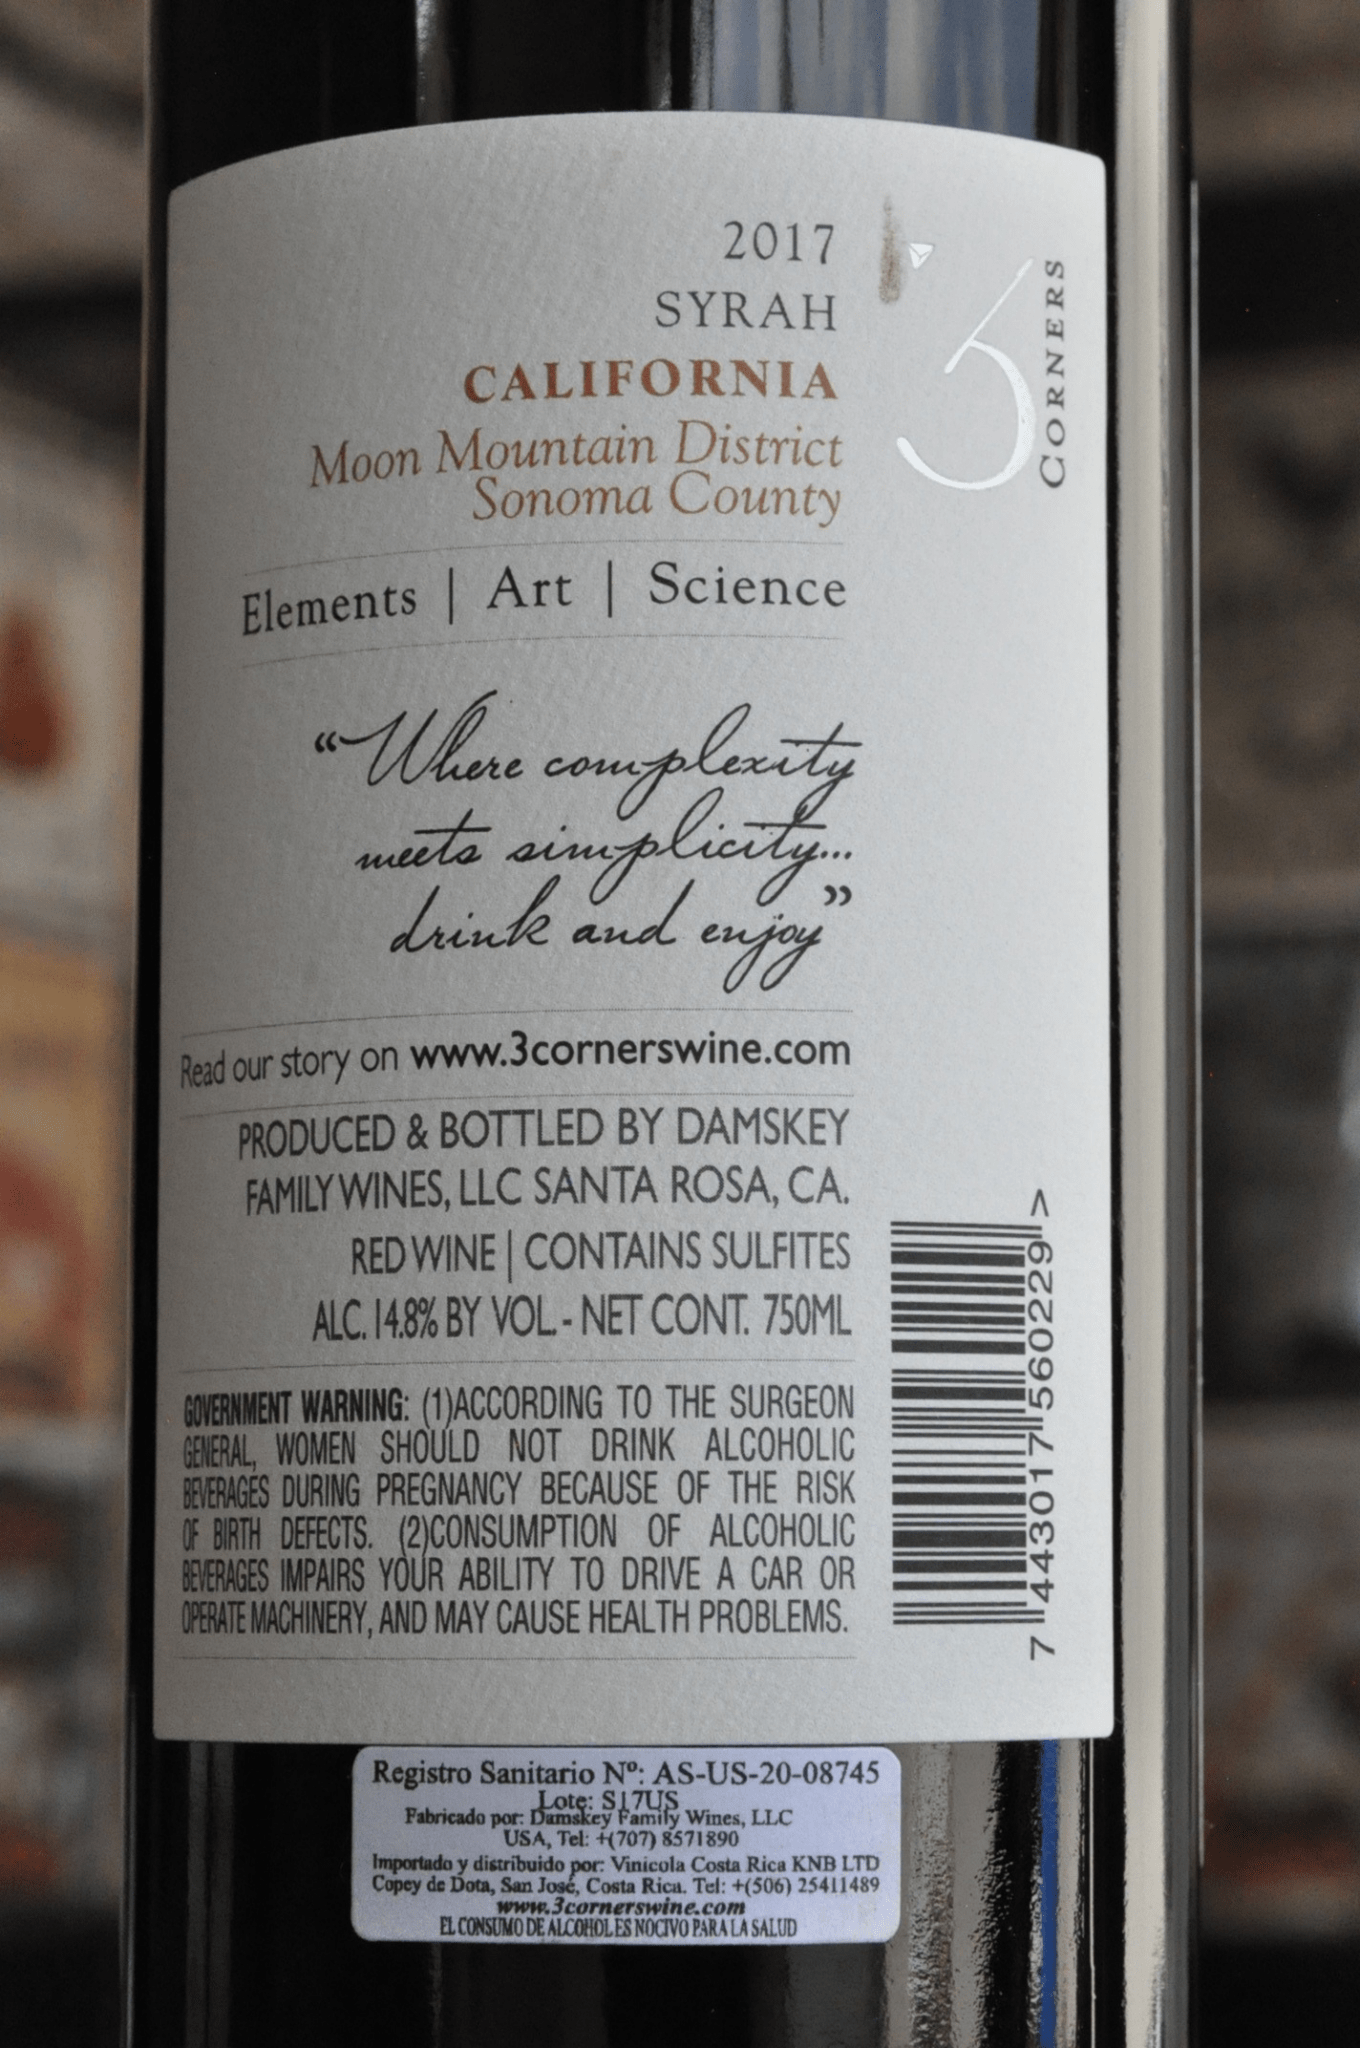 2017
SYRAH
CALIFORNIA
Moon Mountain District
Sonoma County
3
CORNERS
Elements | Art | Science
“Where complexity
meets simplicity...
drink and enjoy”
Read our story on www.3cornerswine.com
PRODUCED & BOTTLED BY DAMSKEY
FAMILY WINES, LLC SANTA ROSA, CA.
RED WINE | CONTAINS SULFITES
ALC. 14.8% BY VOL. - NET CONT. 750ML
GOVERNMENT WARNING: (1)ACCORDING TO THE SURGEON
GENERAL, WOMEN SHOULD NOT DRINK ALCOHOLIC
BEVERAGES DURING PREGNANCY BECAUSE OF THE RISK
OF BIRTH DEFECTS. (2)CONSUMPTION OF ALCOHOLIC
BEVERAGES IMPAIRS YOUR ABILITY TO DRIVE A CAR OR
OPERATE MACHINERY, AND MAY CAUSE HEALTH PROBLEMS.
7 44301 7 56022 9 >
Registro Sanitario Nº: AS-US-20-08745
Lote: S17US
Fabricado por: Damskey Family Wines, LLC
USA, Tel: +(707) 8571890
Importado y distribuido por: Vinicola Costa Rica KNB LTD
Copey de Dota, San José, Costa Rica. Tel: +(506) 25411489
www.3cornerswine.com
EL CONSUMO DE ALCOHOL ES NOCIVO PARA LA SALUD